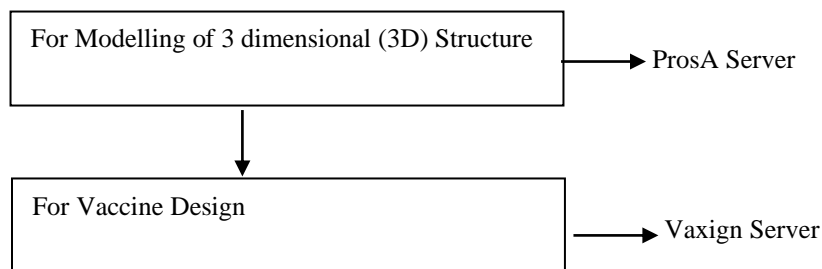 For Modelling of 3 dimensional (3D) Structure
ProsA Server
For Vaccine Design
Vaxign Server